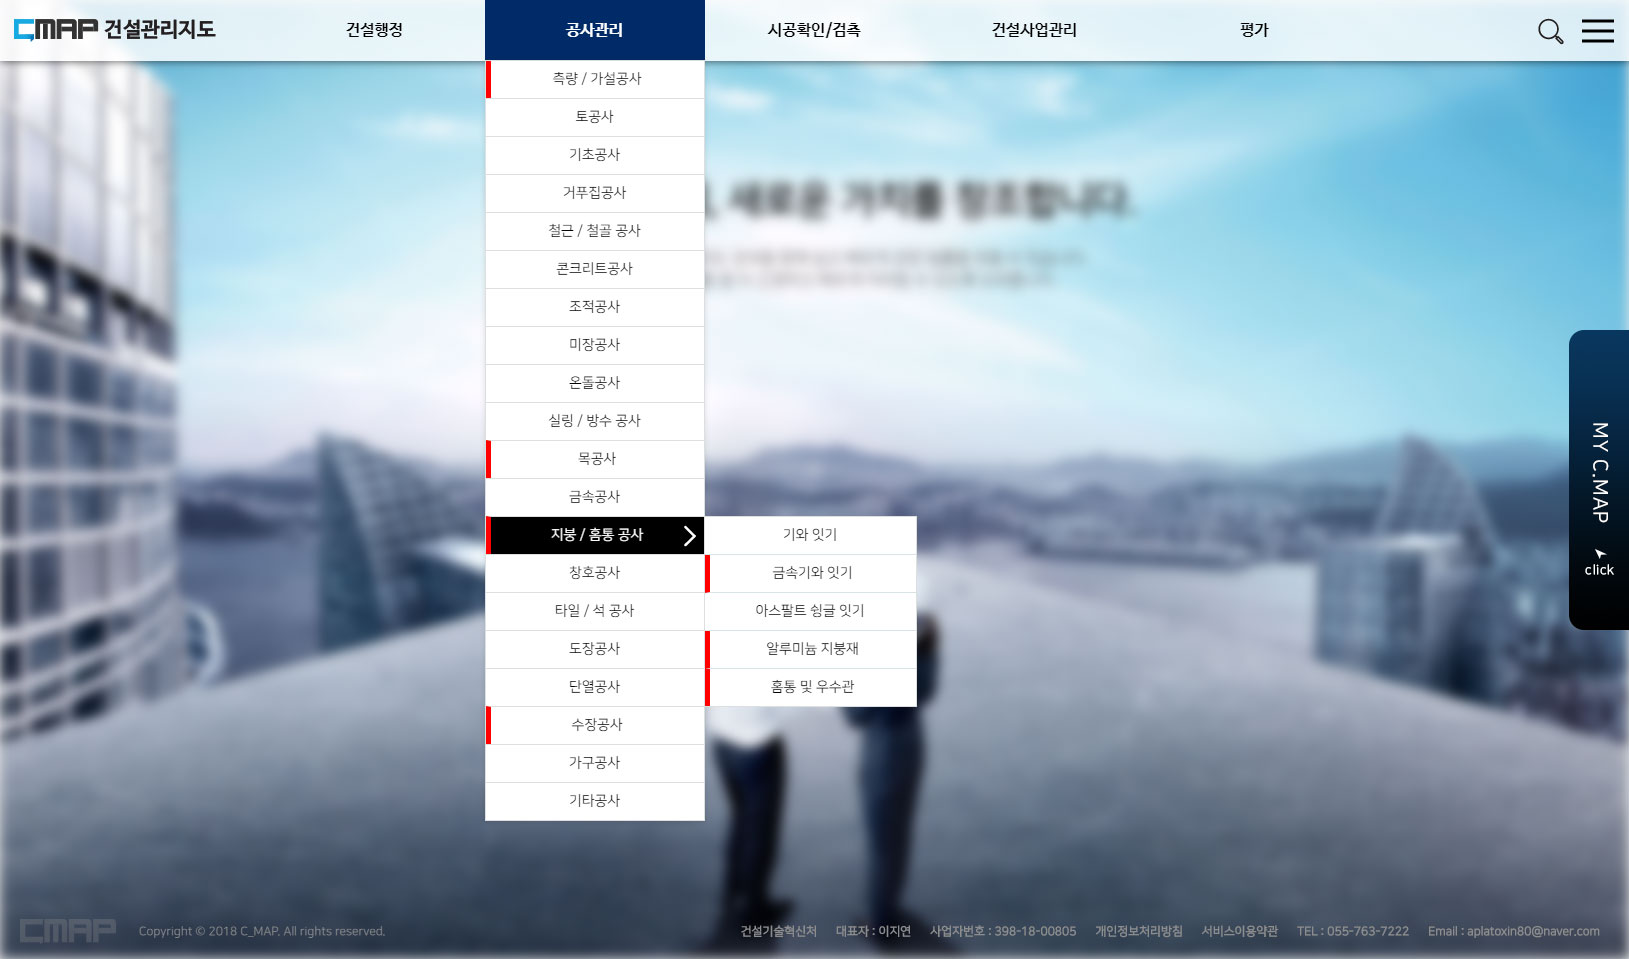 CMAP 건설관리지도
건설행정
공사관리
시공확인/검측
건설사업관리
평가
측량 / 가설공사
토공사
기초공사
거푸집공사
철근 / 철골 공사
콘크리트공사
조적공사
미장공사
온돌공사
실링 / 방수 공사
목공사
금속공사
지붕 / 홈통 공사
창호공사
타일 / 석 공사
도장공사
단열공사
수장공사
가구공사
기타공사
기와 잇기
금속기와 잇기
아스팔트 슁글 잇기
알루미늄 지붕재
홈통 및 우수관
, 새로운 가치를 창조합니다.
MY C.MAP
click
CMAP
Copyright © 2018 C_MAP. All rights reserved.
건설기술혁신처 대표자 : 이지연 사업자번호 : 398-18-00805 개인정보처리방침 서비스이용약관 TEL : 055-763-7222 Email : aplatoxin80@naver.com